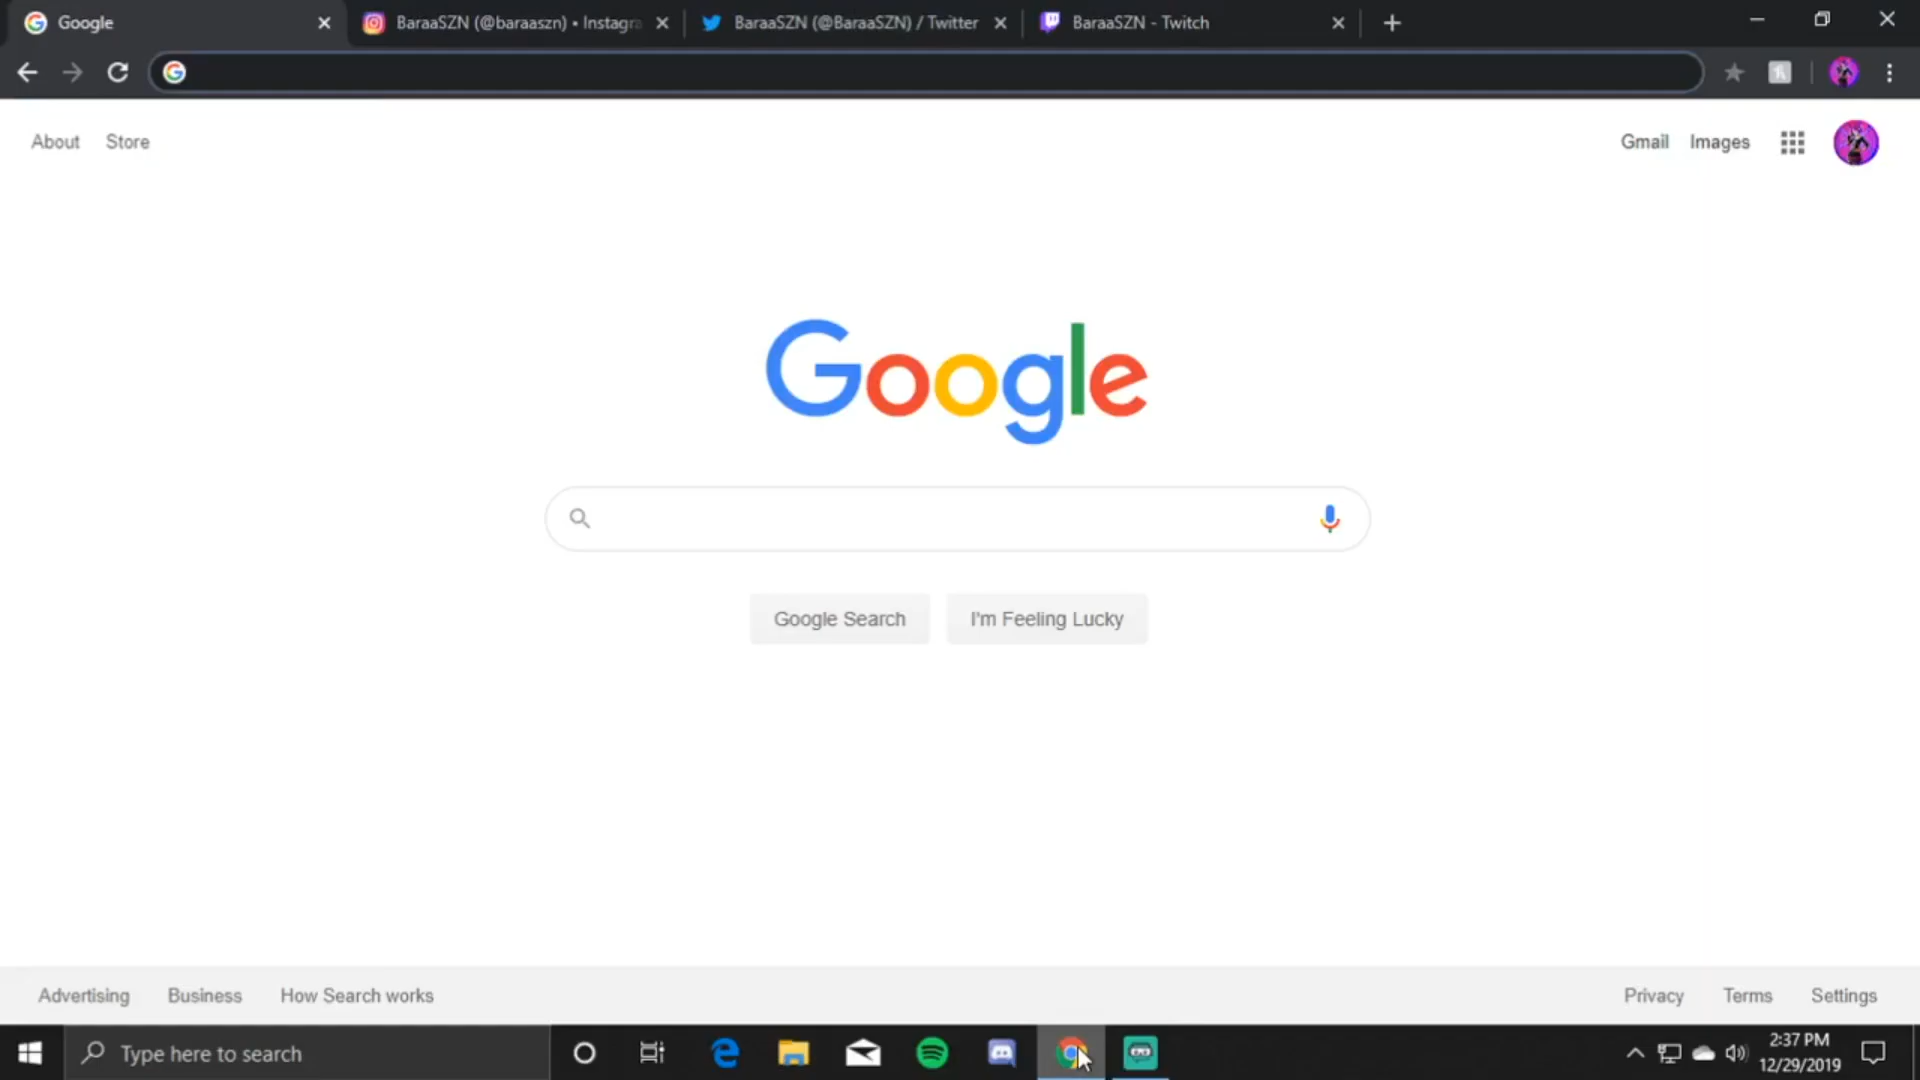 Google
BaraaSZN (@baraaszn) • Instagra
BaraaSZN (@BaraaSZN) / Twitter
BaraaSZN - Twitch
About
Store
Gmail
Images
Google
Google Search
I'm Feeling Lucky
Advertising
Business
How Search works
Privacy
Terms
Settings
Type here to search
2:37 PM
12/29/2019